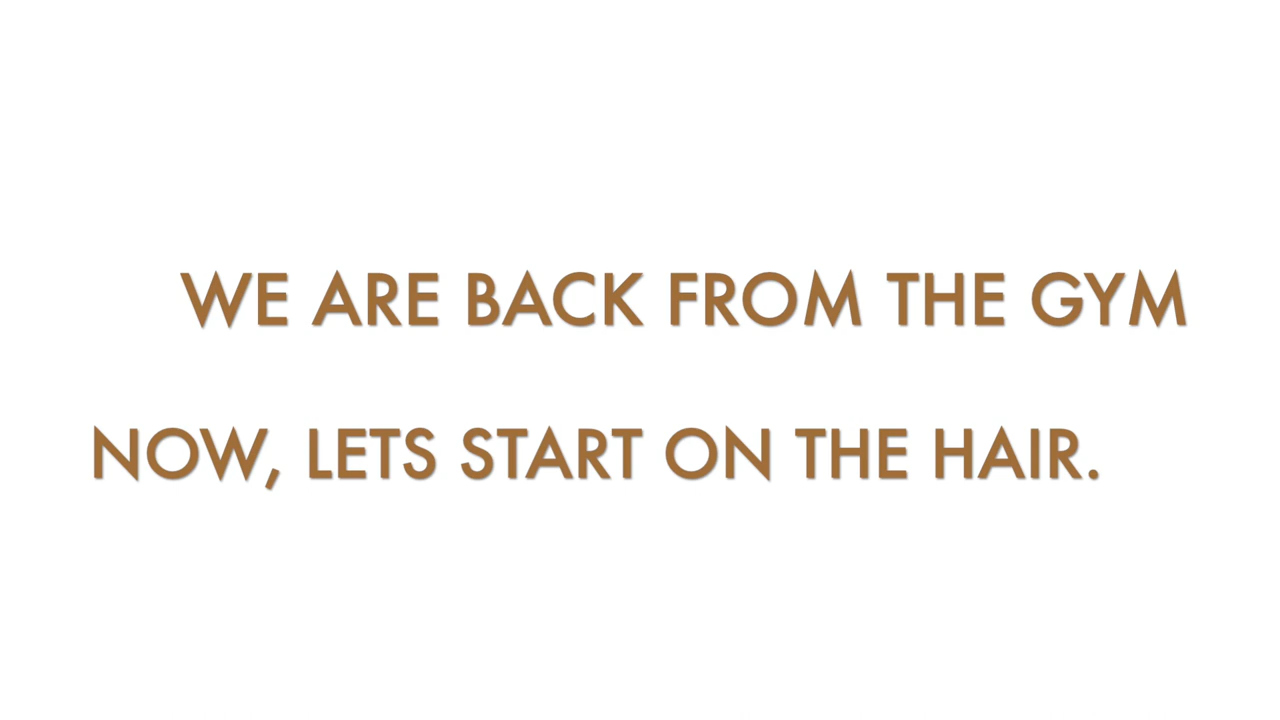 WE ARE BACK FROM THE GYM
NOW, LETS START ON THE HAIR.